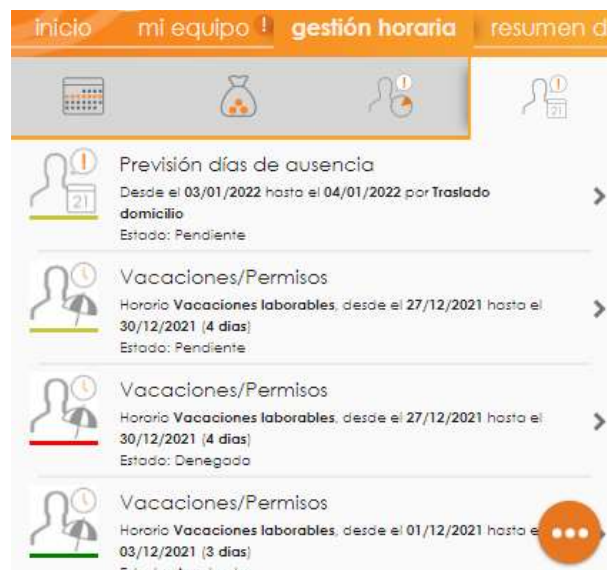 inicio mi equipo ! gestión horaria resumen d
21
Previsión días de ausencia
Desde el 03/01/2022 hasta el 04/01/2022 por Traslado
domicilio
Estado: Pendiente
21
Vacaciones/Permisos
Horario Vacaciones laborables, desde el 27/12/2021 hasta el
30/12/2021 (4 días)
Estado: Pendiente
Vacaciones/Permisos
Horario Vacaciones laborables, desde el 27/12/2021 hasta el
30/12/2021 (4 días)
Estado: Denegado
Vacaciones/Permisos
Horario Vacaciones laborables, desde el 01/12/2021 hasta e
03/12/2021 (3 días)